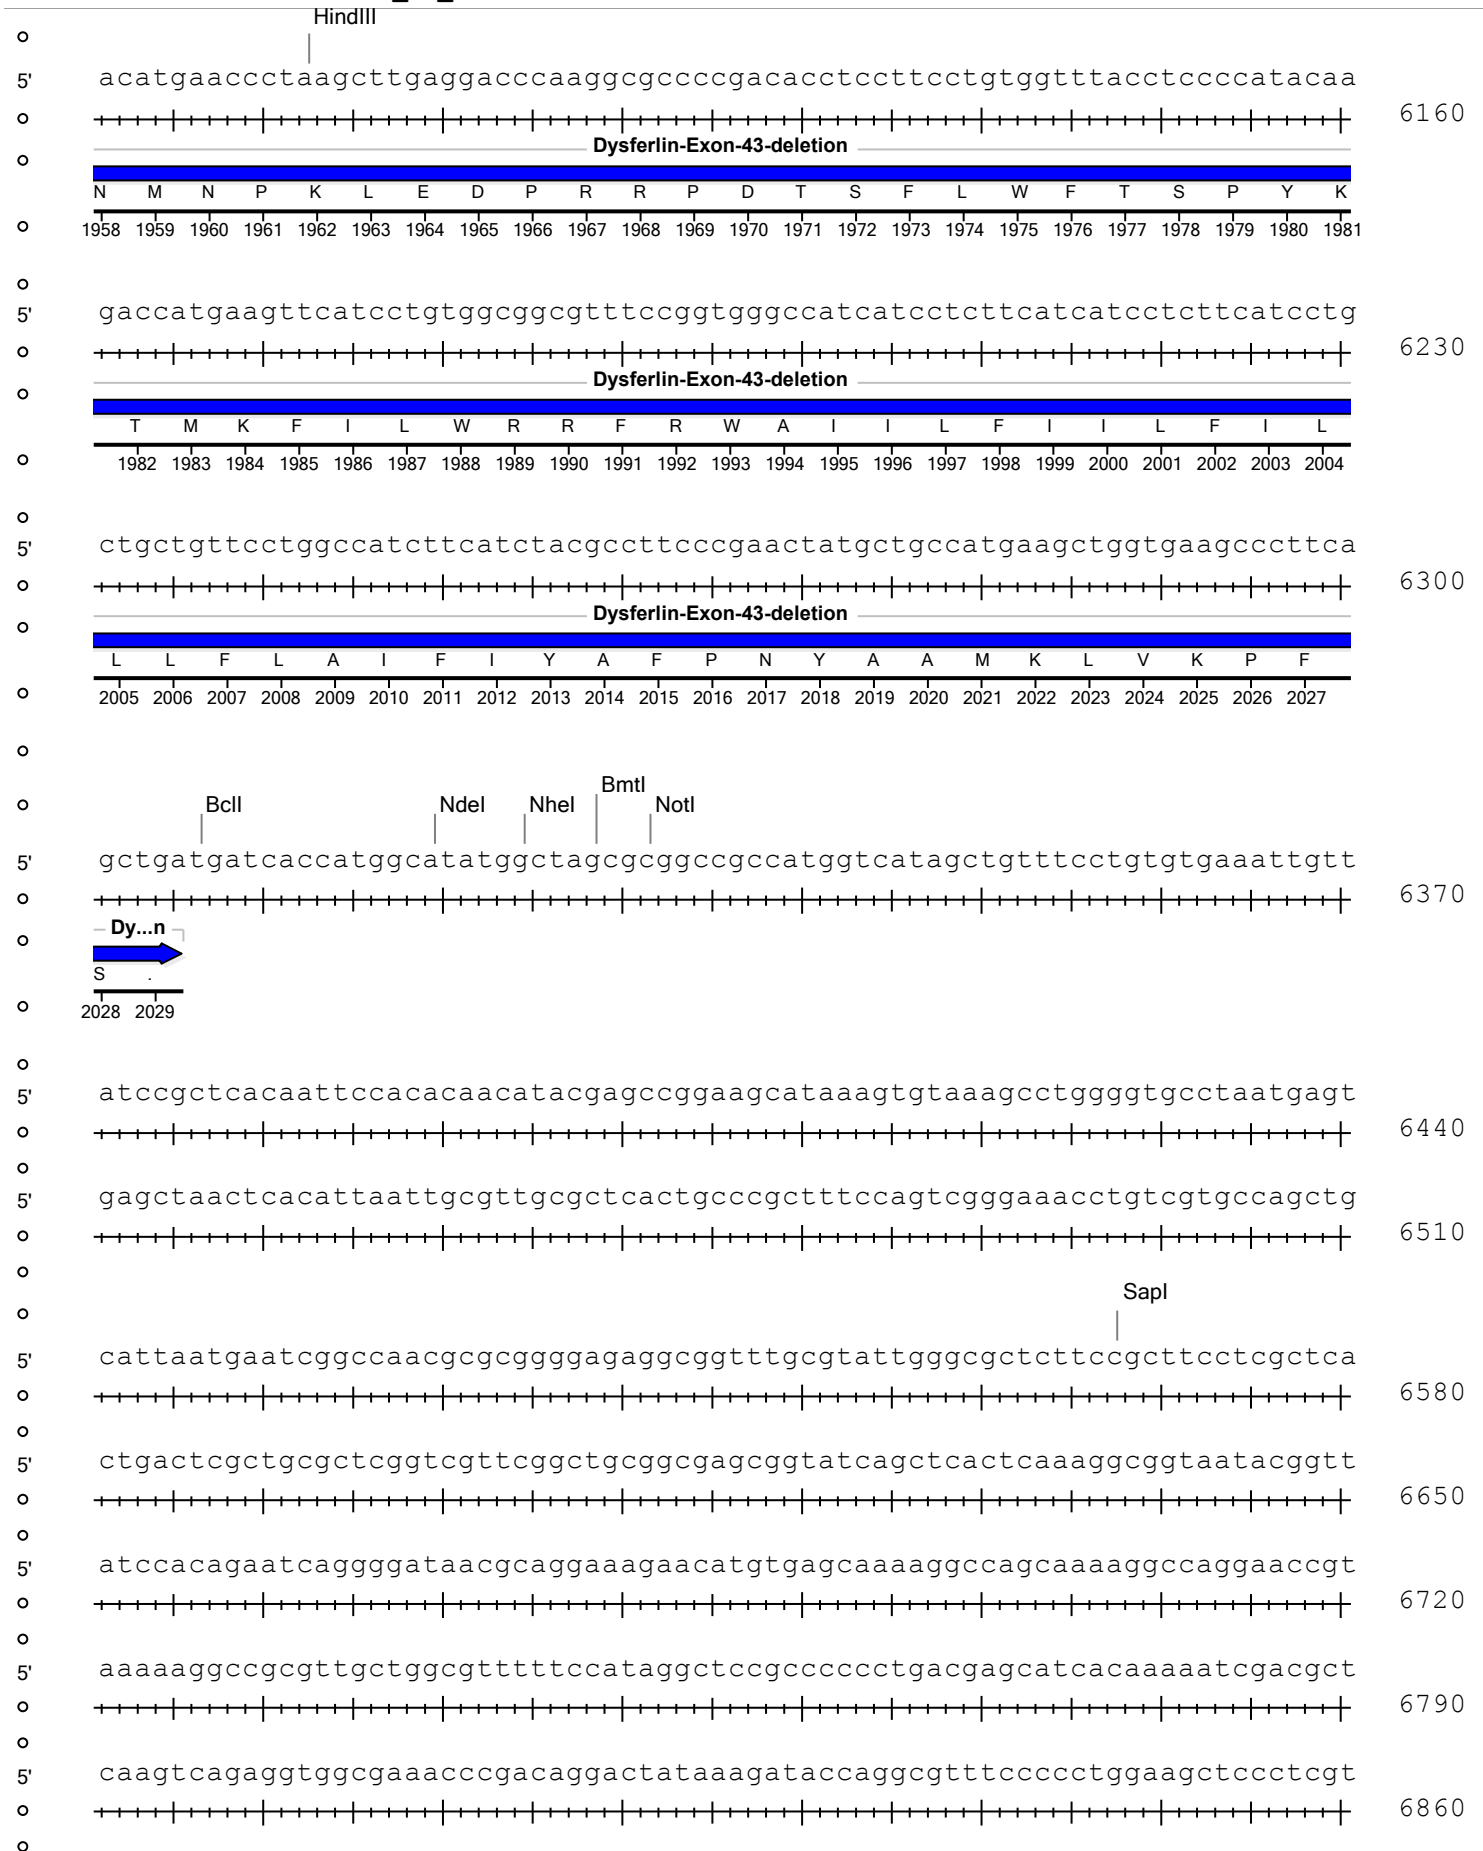 HindIII
5' acatgaaccctaagcttgaggacccaaggcgccccgacacctccttcctgtggtttacctccccatacaa
6160
Dysferlin-Exon-43-deletion
N M N P K L E D P R R P D T S F L W F T S P Y K
1958 1959 1960 1961 1962 1963 1964 1965 1966 1967 1968 1969 1970 1971 1972 1973 1974 1975 1976 1977 1978 1979 1980 1981
5' gaccatgaagttcatcctgtggcggcgtttccggtgggccatcatcctcttcatcatcctcttcatcctg
6230
Dysferlin-Exon-43-deletion
T M K F I L W R R F R W A I I L F I I L F I L
1982 1983 1984 1985 1986 1987 1988 1989 1990 1991 1992 1993 1994 1995 1996 1997 1998 1999 2000 2001 2002 2003 2004
5' ctgctgttcctggccatcttcatctacgccttcccgaactatgctgccatgaagctggtgaagcccttca
6300
Dysferlin-Exon-43-deletion
L L F L A I F I Y A F P N Y A A M K L V K P F
2005 2006 2007 2008 2009 2010 2011 2012 2013 2014 2015 2016 2017 2018 2019 2020 2021 2022 2023 2024 2025 2026 2027
BmtI
BclI NdeI NheI NotI
5' gctgatgatcaccatggcatatggctagcgcggccgccatggtcatagctgtttcctgtgtgaaattgtt
6370
Dy...n
S .
2028 2029
5' atccgctcacaattccacacaacatacgagccggaagcataaagtgtaaagcctggggtgcctaatgagt
6440
5' gagctaactcacattaattgcgttgcgctcactgcccgctttccagtcgggaaacctgtcgtgccagctg
6510
SapI
5' cattaatgaatcggccaacgcgcggggagaggcggtttgcgtattgggcgctcttccgcttcctcgctca
6580
5' ctgactcgctgcgctcggtcgttcggctgcggcgagcggtatcagctcactcaaaggcggtaatacggtt
6650
5' atccacagaatcaggggataacgcaggaaagaacatgtgagcaaaaggccagcaaaaggccaggaaccgt
6720
5' aaaaaggccgcgttgctggcgtttttccataggctccgcccccctgacgagcatcacaaaaatcgacgct
6790
5' caagtcagaggtggcgaaacccgacaggactataaagataccaggcgtttccccctggaagctccctcgt
6860